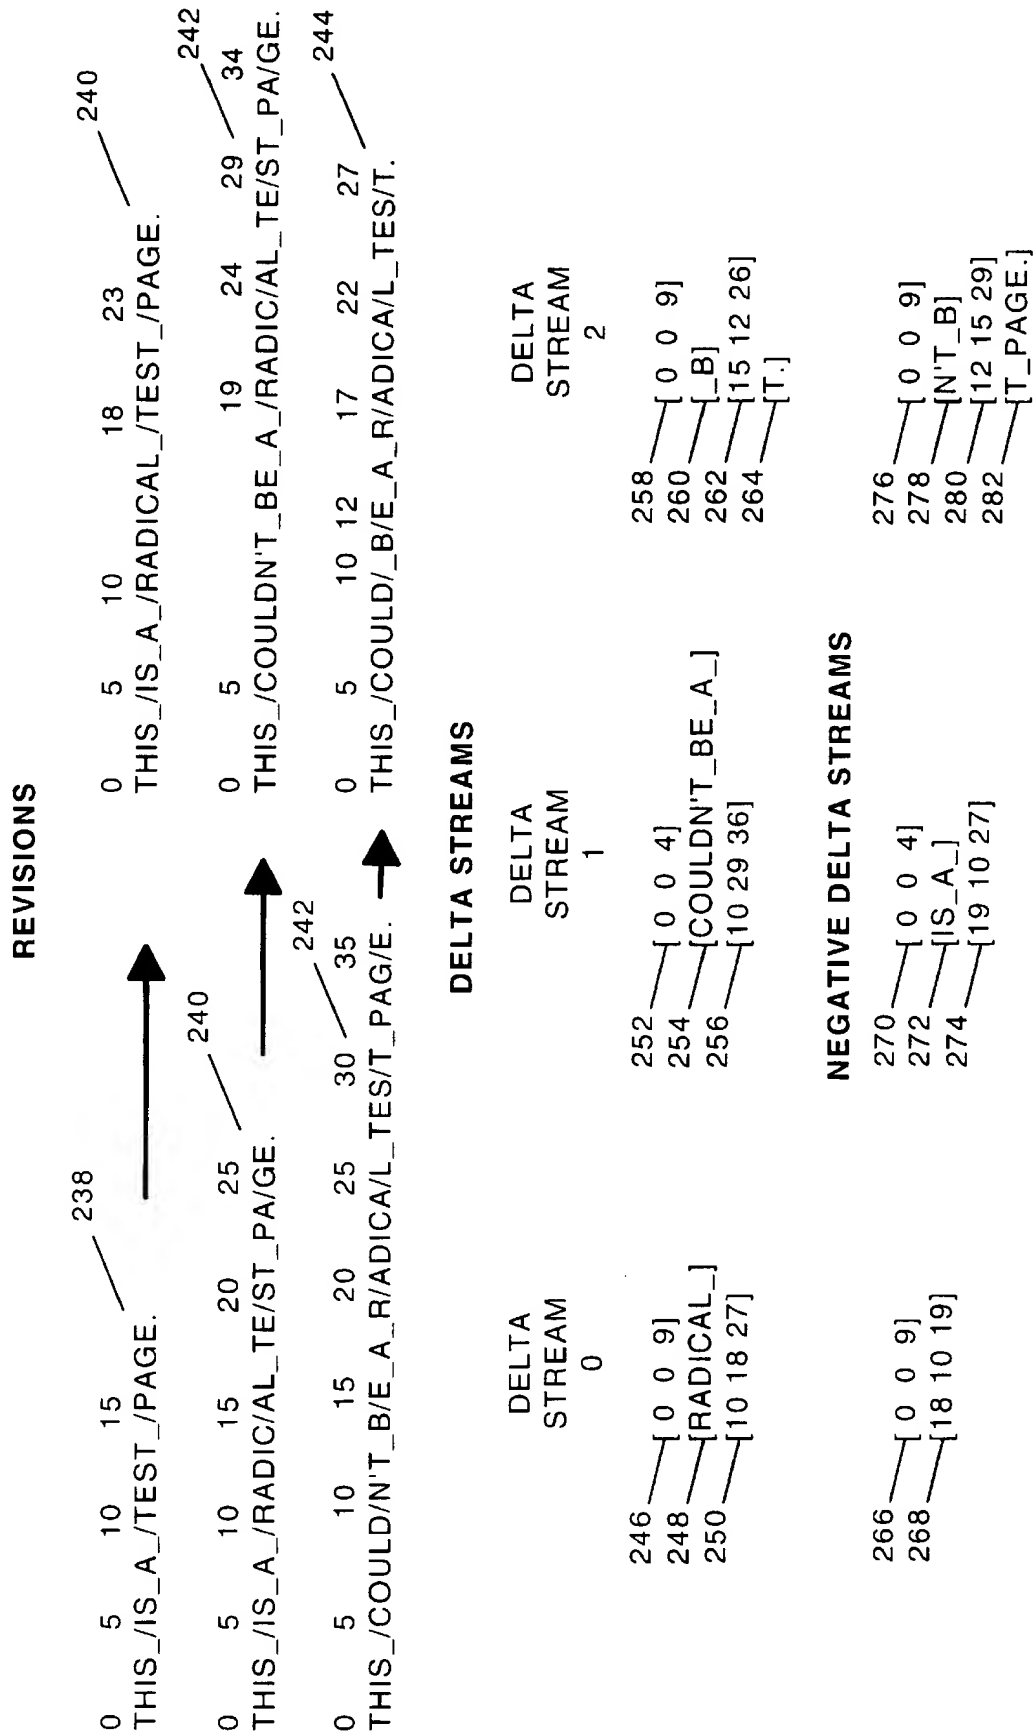 REVISIONS
238
0 5 10 15
THIS_/IS_A_/TEST_/PAGE.
240
0 5 10 18 23
THIS_/IS_A_/RADICAL_/TEST_/PAGE.
240
0 5 10 15 20 25
THIS_/IS_A_/RADIC/AL_TE/ST_PA/GE.
242
0 5 19 24 29 34
THIS_/COULDN'T_BE_A_/RADIC/AL_TE/ST_PA/GE.
242
0 5 10 15 20 25 30 35
THIS_/COULD/N'T_B/E_A_R/ADICA/L_TES/T_PAG/E.
244
0 5 10 12 17 22 27
THIS_/COULD/_B/E_A_R/ADICA/L_TES/T.
DELTA STREAMS
DELTA STREAM 0
246 [ 0 0 9]
248 [RADICAL_]
250 [10 18 27]
DELTA STREAM 1
252 [ 0 0 4]
254 [COULDN'T_BE_A_]
256 [10 29 36]
DELTA STREAM 2
258 [ 0 0 9]
260 [_B]
262 [15 12 26]
264 [T.]
NEGATIVE DELTA STREAMS
266 [ 0 0 9]
268 [18 10 19]
270 [ 0 0 4]
272 [IS_A_]
274 [19 10 27]
276 [ 0 0 9]
278 [N'T_B]
280 [12 15 29]
282 [T_PAGE.]